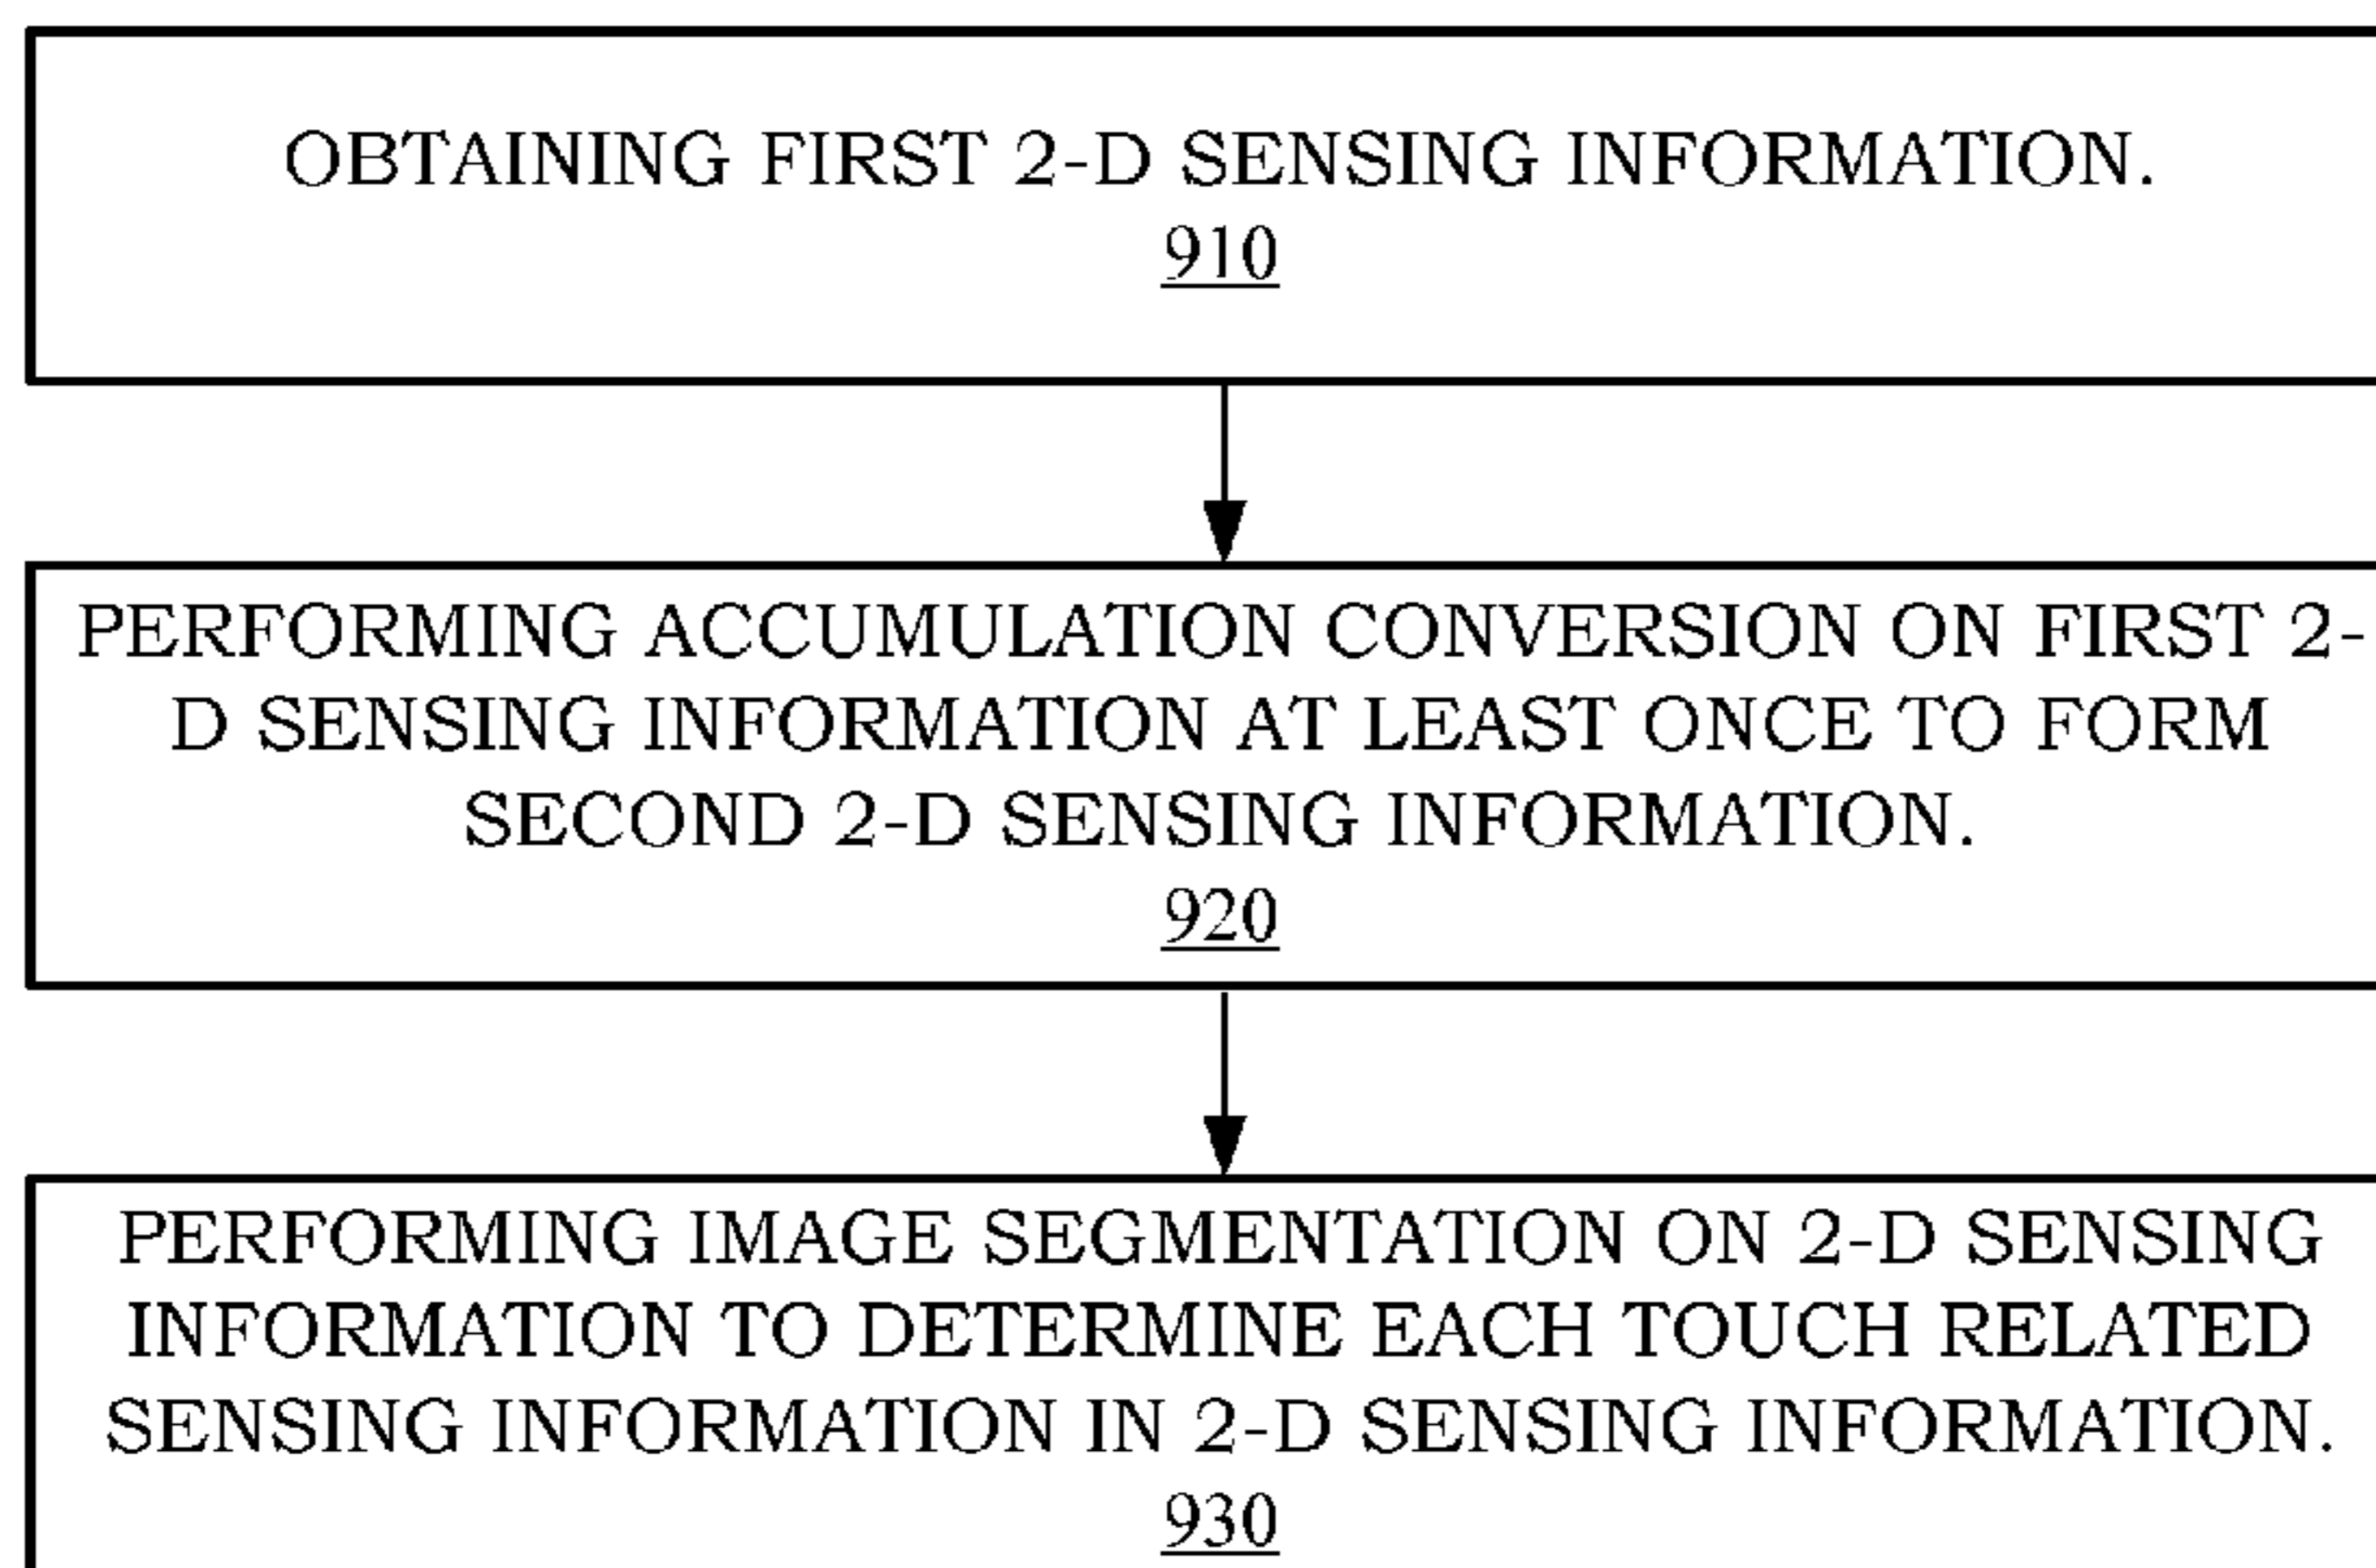 OBTAINING FIRST 2-D SENSING INFORMATION.
910
PERFORMING ACCUMULATION CONVERSION ON FIRST 2-
D SENSING INFORMATION AT LEAST ONCE TO FORM
SECOND 2-D SENSING INFORMATION.
920
PERFORMING IMAGE SEGMENTATION ON 2-D SENSING
INFORMATION TO DETERMINE EACH TOUCH RELATED
SENSING INFORMATION IN 2-D SENSING INFORMATION.
930